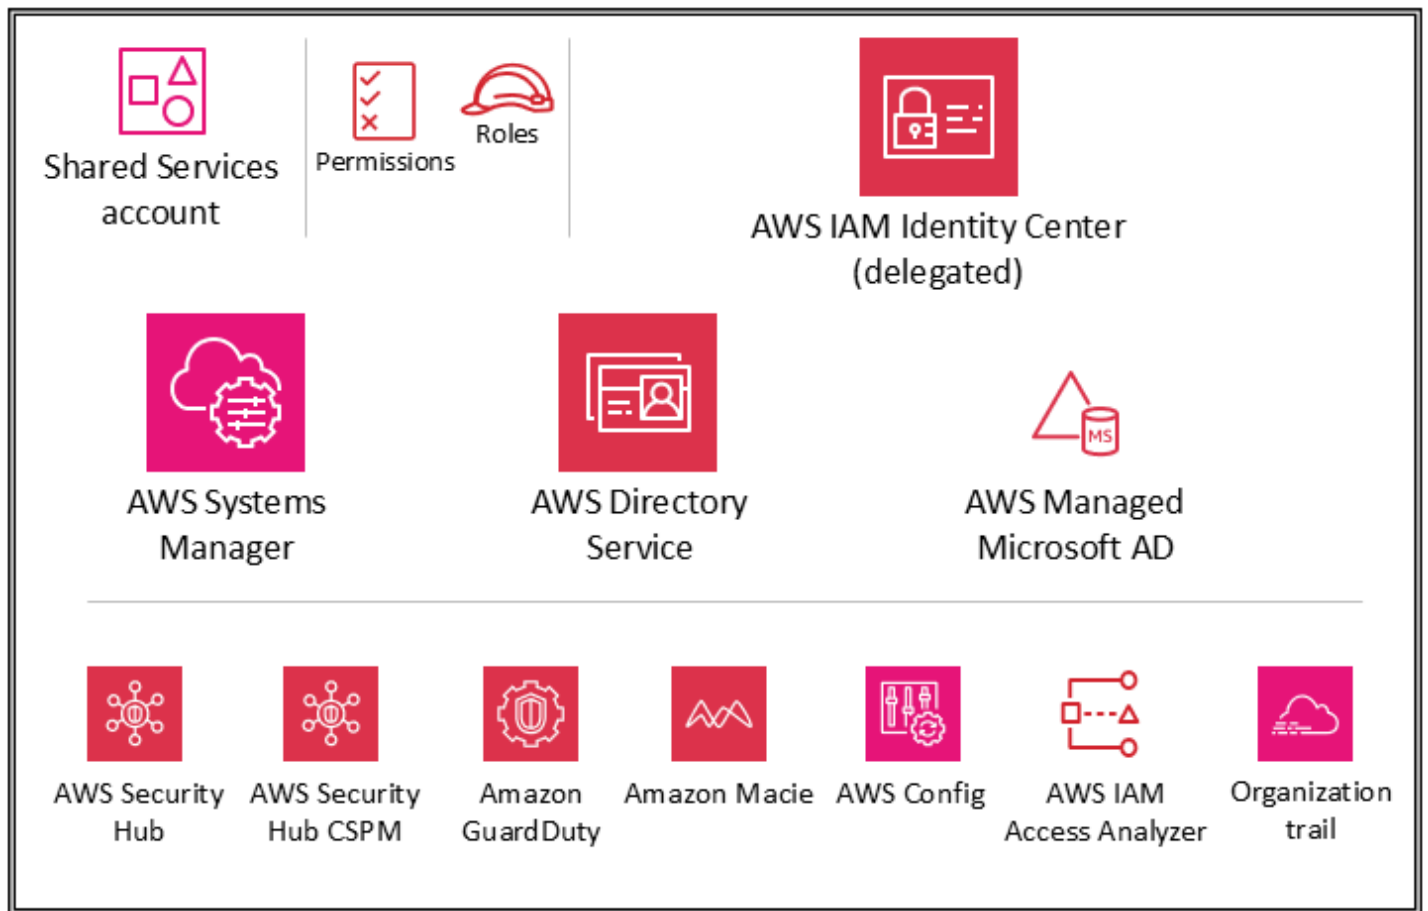 Shared Services
account
Permissions
Roles
AWS IAM Identity Center
(delegated)
AWS Systems
Manager
AWS Directory
Service
MS
AWS Managed
Microsoft AD
AWS Security
Hub
AWS Security
Hub CSPM
Amazon
GuardDuty
Amazon Macie
AWS Config
AWS IAM
Access Analyzer
Organization
trail